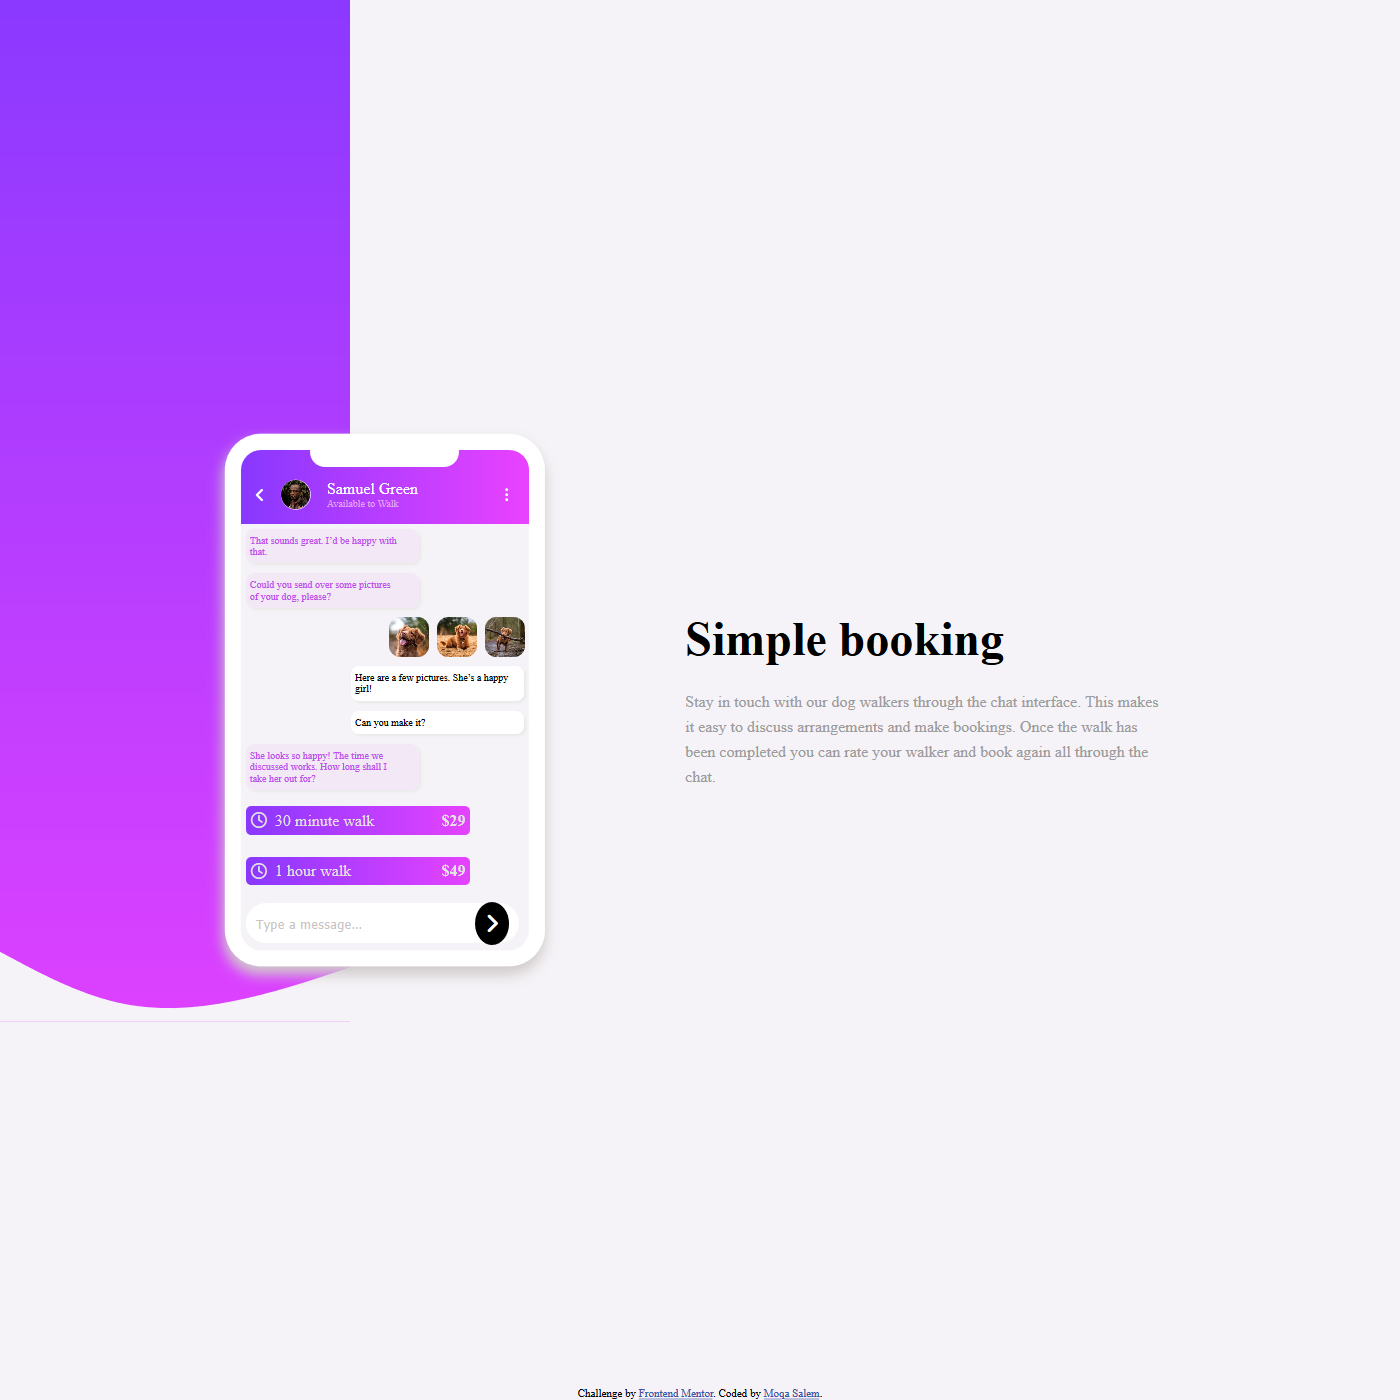 Samuel Green
Available to Walk
That sounds great. I’d be happy with
that.
Could you send over some pictures
of your dog, please?
Here are a few pictures. She’s a happy
girl!
Can you make it?
She looks so happy! The time we
discussed works. How long shall I
take her out for?
30 minute walk $29
1 hour walk $49
Type a message...
Simple booking
Stay in touch with our dog walkers through the chat interface. This makes
it easy to discuss arrangements and make bookings. Once the walk has
been completed you can rate your walker and book again all through the
chat.
Challenge by Frontend Mentor. Coded by Moqa Salem.